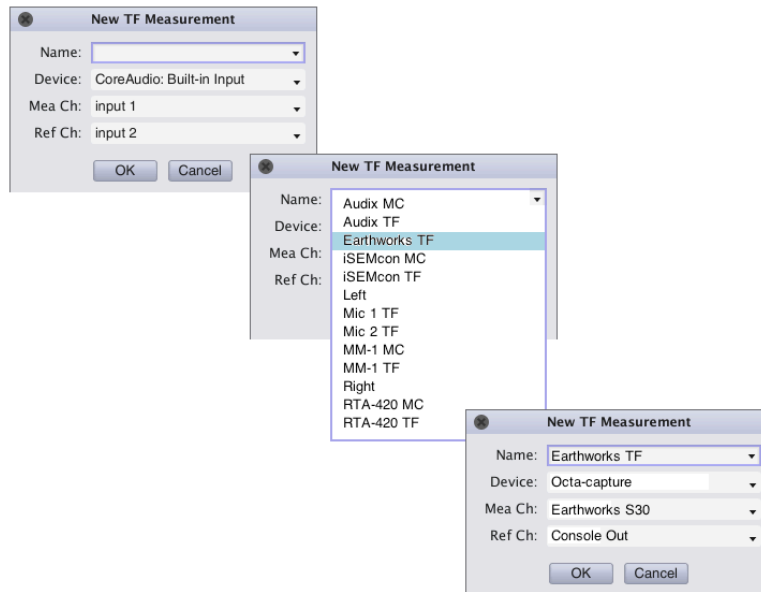 New TF Measurement
Name:
Device: CoreAudio: Built-in Input
Mea Ch: input 1
Ref Ch: input 2
OK Cancel
New TF Measurement
Name:
Device:
Mea Ch:
Ref Ch:
Audix MC
Audix TF
Earthworks TF
iSEMcon MC
iSEMcon TF
Left
Mic 1 TF
Mic 2 TF
MM-1 MC
MM-1 TF
Right
RTA-420 MC
RTA-420 TF
New TF Measurement
Name: Earthworks TF
Device: Octa-capture
Mea Ch: Earthworks S30
Ref Ch: Console Out
OK Cancel